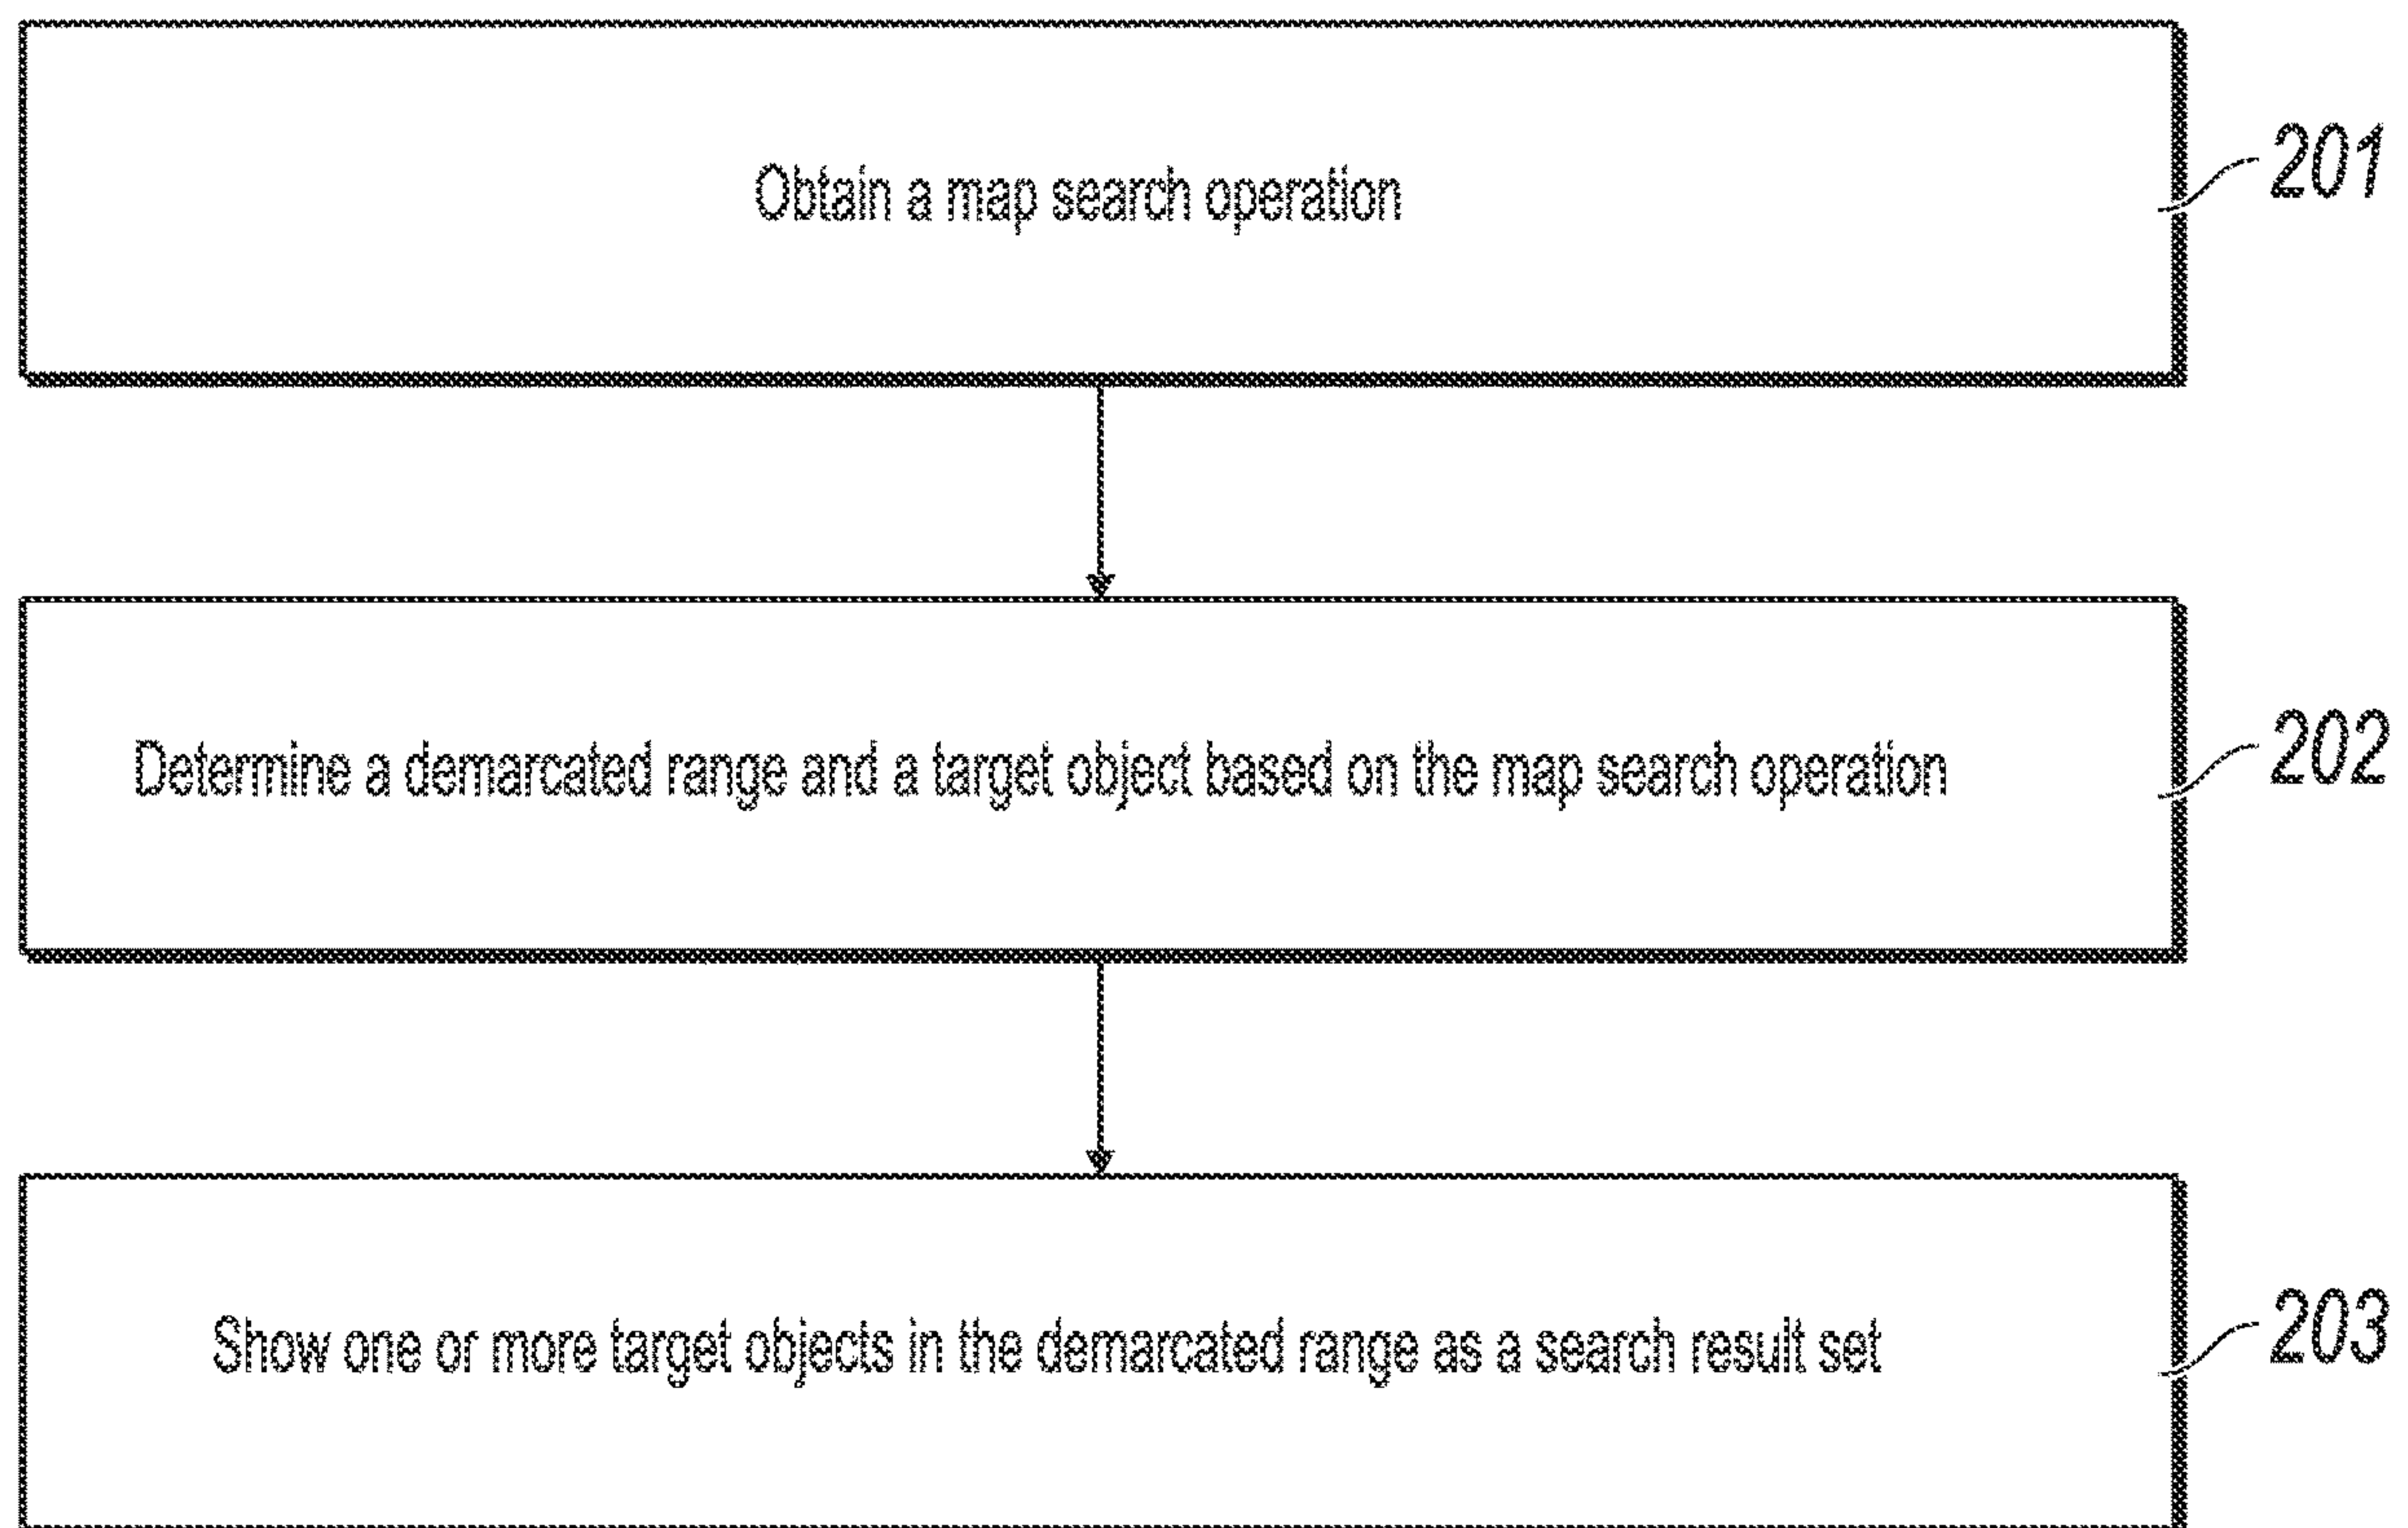 Obtain a map search operation
201
Determine a demarcated range and a target object based on the map search operation
202
Show one or more target objects in the demarcated range as a search result set
203